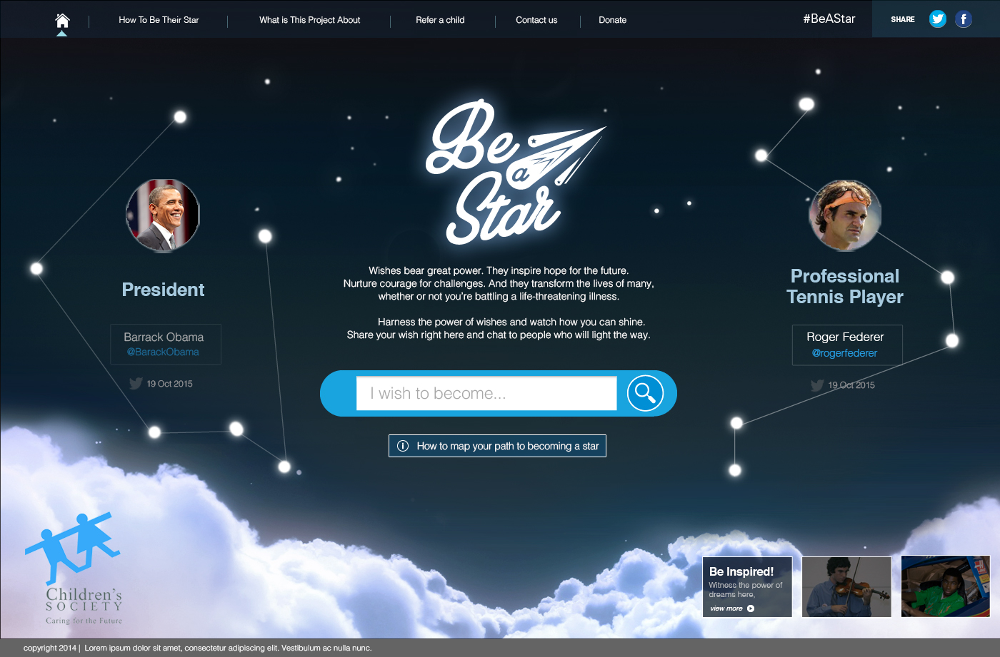 How To Be Their Star
What is This Project About
Refer a child
Contact us
Donate
#BeAStar
SHARE
Be
a
Star
Wishes bear great power. They inspire hope for the future.
Nurture courage for challenges. And they transform the lives of many,
whether or not you're battling a life-threatening illness.
Harness the power of wishes and watch how you can shine.
Share your wish right here and chat to people who will light the way.
I wish to become...
How to map your path to becoming a star
President
Barrack Obama
@BarackObama
19 Oct 2015
Professional
Tennis Player
Roger Federer
@rogerfederer
19 Oct 2015
Children's
SOCIETY
Caring for the Future
Be Inspired!
Witness the power of
dreams here,
view more
copyright 2014 | Lorem ipsum dolor sit amet, consectetur adipiscing elit. Vestibulum ac nulla nunc.